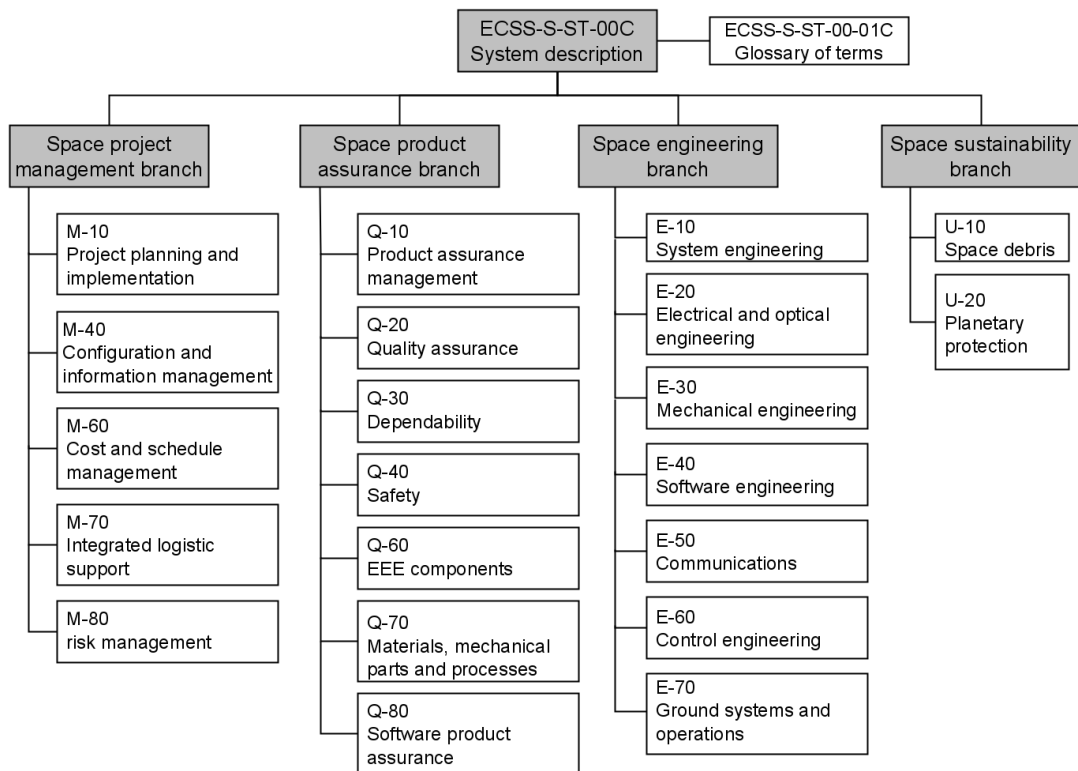 ECSS-S-ST-00C
System description
ECSS-S-ST-00-01C
Glossary of terms
Space project
management branch
M-10
Project planning and
implementation
M-40
Configuration and
information management
M-60
Cost and schedule
management
M-70
Integrated logistic
support
M-80
risk management
Space product
assurance branch
Q-10
Product assurance
management
Q-20
Quality assurance
Q-30
Dependability
Q-40
Safety
Q-60
EEE components
Q-70
Materials, mechanical
parts and processes
Q-80
Software product
assurance
Space engineering
branch
E-10
System engineering
E-20
Electrical and optical
engineering
E-30
Mechanical engineering
E-40
Software engineering
E-50
Communications
E-60
Control engineering
E-70
Ground systems and
operations
Space sustainability
branch
U-10
Space debris
U-20
Planetary
protection